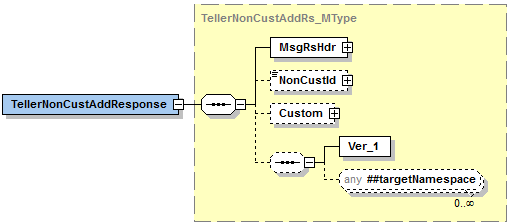 TellerNonCustAddRs_MType
MsgRsHdr
NonCustId
TellerNonCustAddResponse
Custom
Ver_1
any ##targetNamespace
0..∞